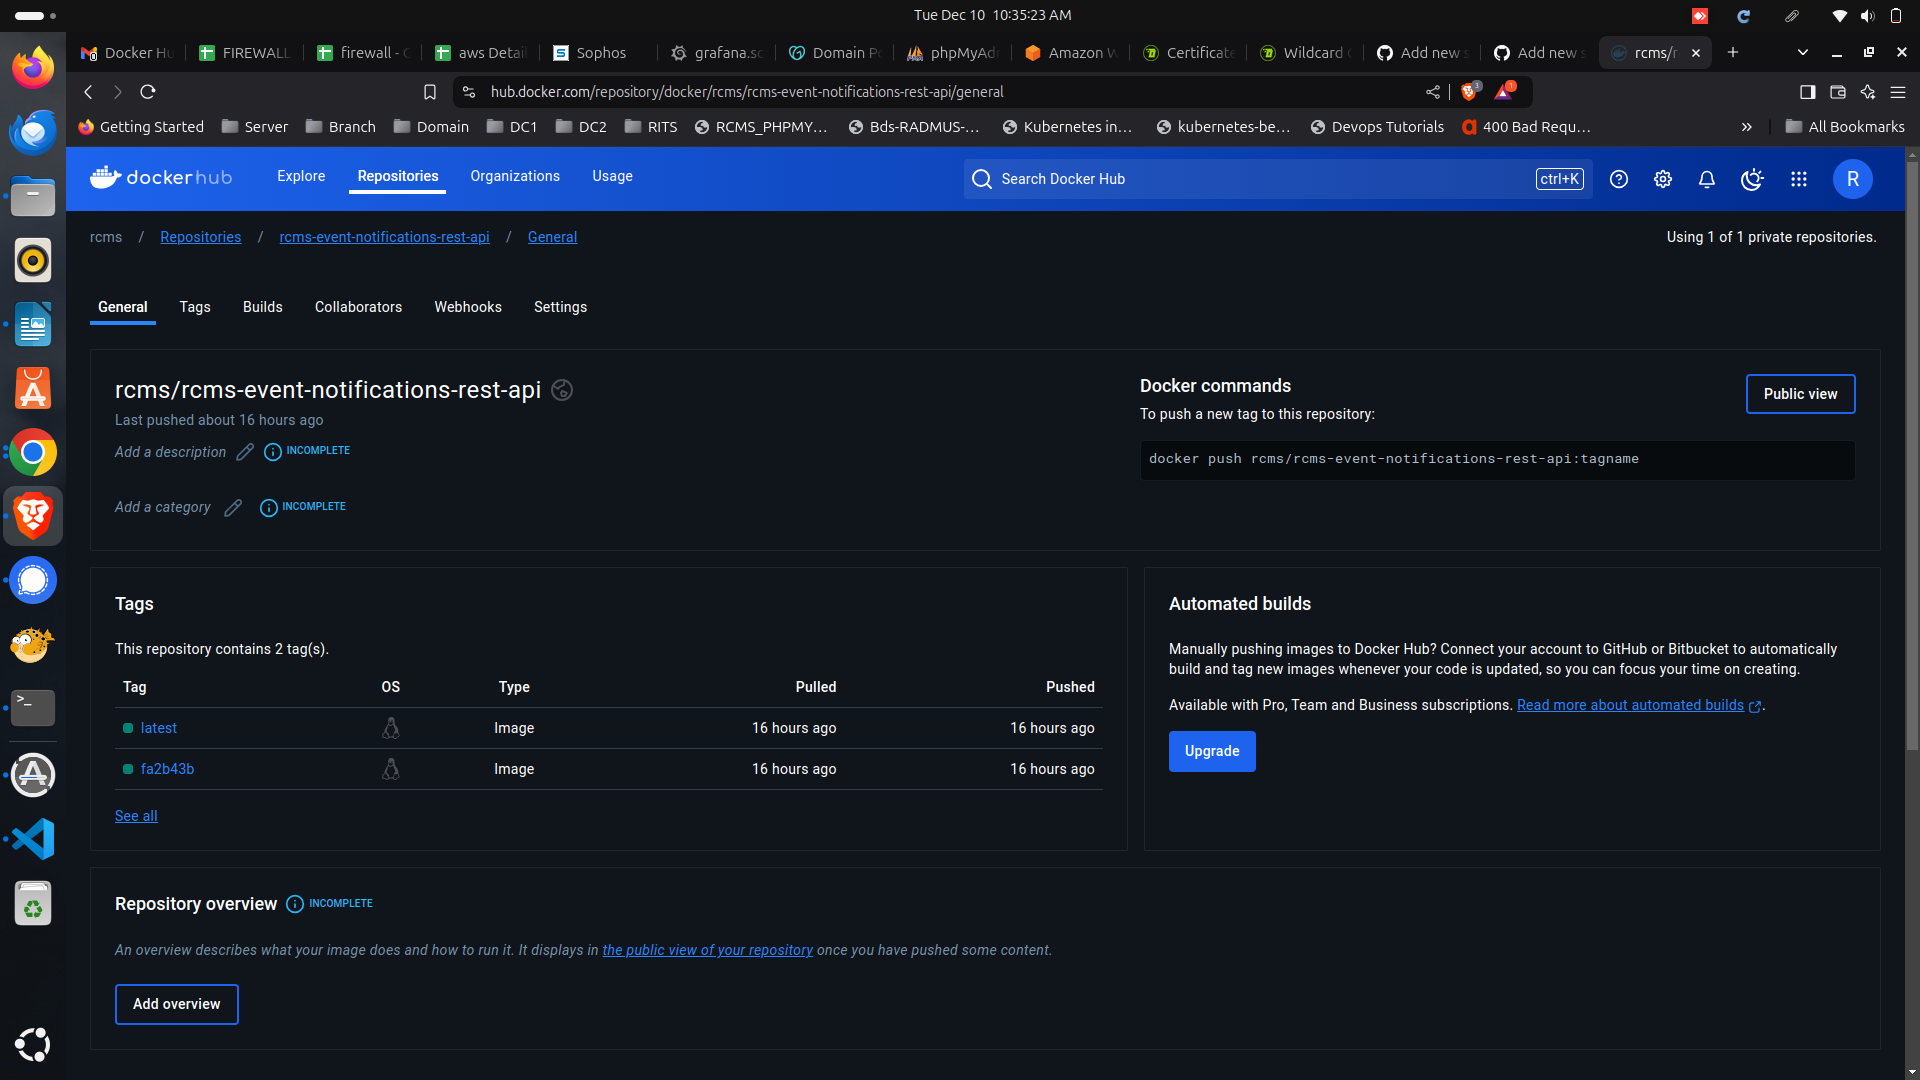 Tue Dec 10 10:35:23 AM
Docker Hu
FIREWALL
firewall - C
aws Detail
Sophos
grafana.sc
Domain Po
phpMyAdm
Amazon W
Certificate
Wildcard C
Add new s
Add new s
rcms/r
hub.docker.com/repository/docker/rcms/rcms-event-notifications-rest-api/general
3
1
Getting Started
Server
Branch
Domain
DC1
DC2
RITS
RCMS_PHPMY...
Bds-RADMUS-...
Kubernetes in...
kubernetes-be...
Devops Tutorials
400 Bad Requ...
All Bookmarks
dockerhub
Explore
Repositories
Organizations
Usage
Search Docker Hub
ctrl+K
R
rcms / Repositories / rcms-event-notifications-rest-api / General
Using 1 of 1 private repositories.
General
Tags
Builds
Collaborators
Webhooks
Settings
rcms/rcms-event-notifications-rest-api
Last pushed about 16 hours ago
Add a description
INCOMPLETE
Add a category
INCOMPLETE
Docker commands
To push a new tag to this repository:
Public view
docker push rcms/rcms-event-notifications-rest-api:tagname
Tags
This repository contains 2 tag(s).
Tag OS Type Pulled Pushed
latest Image 16 hours ago 16 hours ago
fa2b43b Image 16 hours ago 16 hours ago
See all
Automated builds
Manually pushing images to Docker Hub? Connect your account to GitHub or Bitbucket to automatically
build and tag new images whenever your code is updated, so you can focus your time on creating.
Available with Pro, Team and Business subscriptions. Read more about automated builds .
Upgrade
Repository overview
INCOMPLETE
An overview describes what your image does and how to run it. It displays in the public view of your repository once you have pushed some content.
Add overview